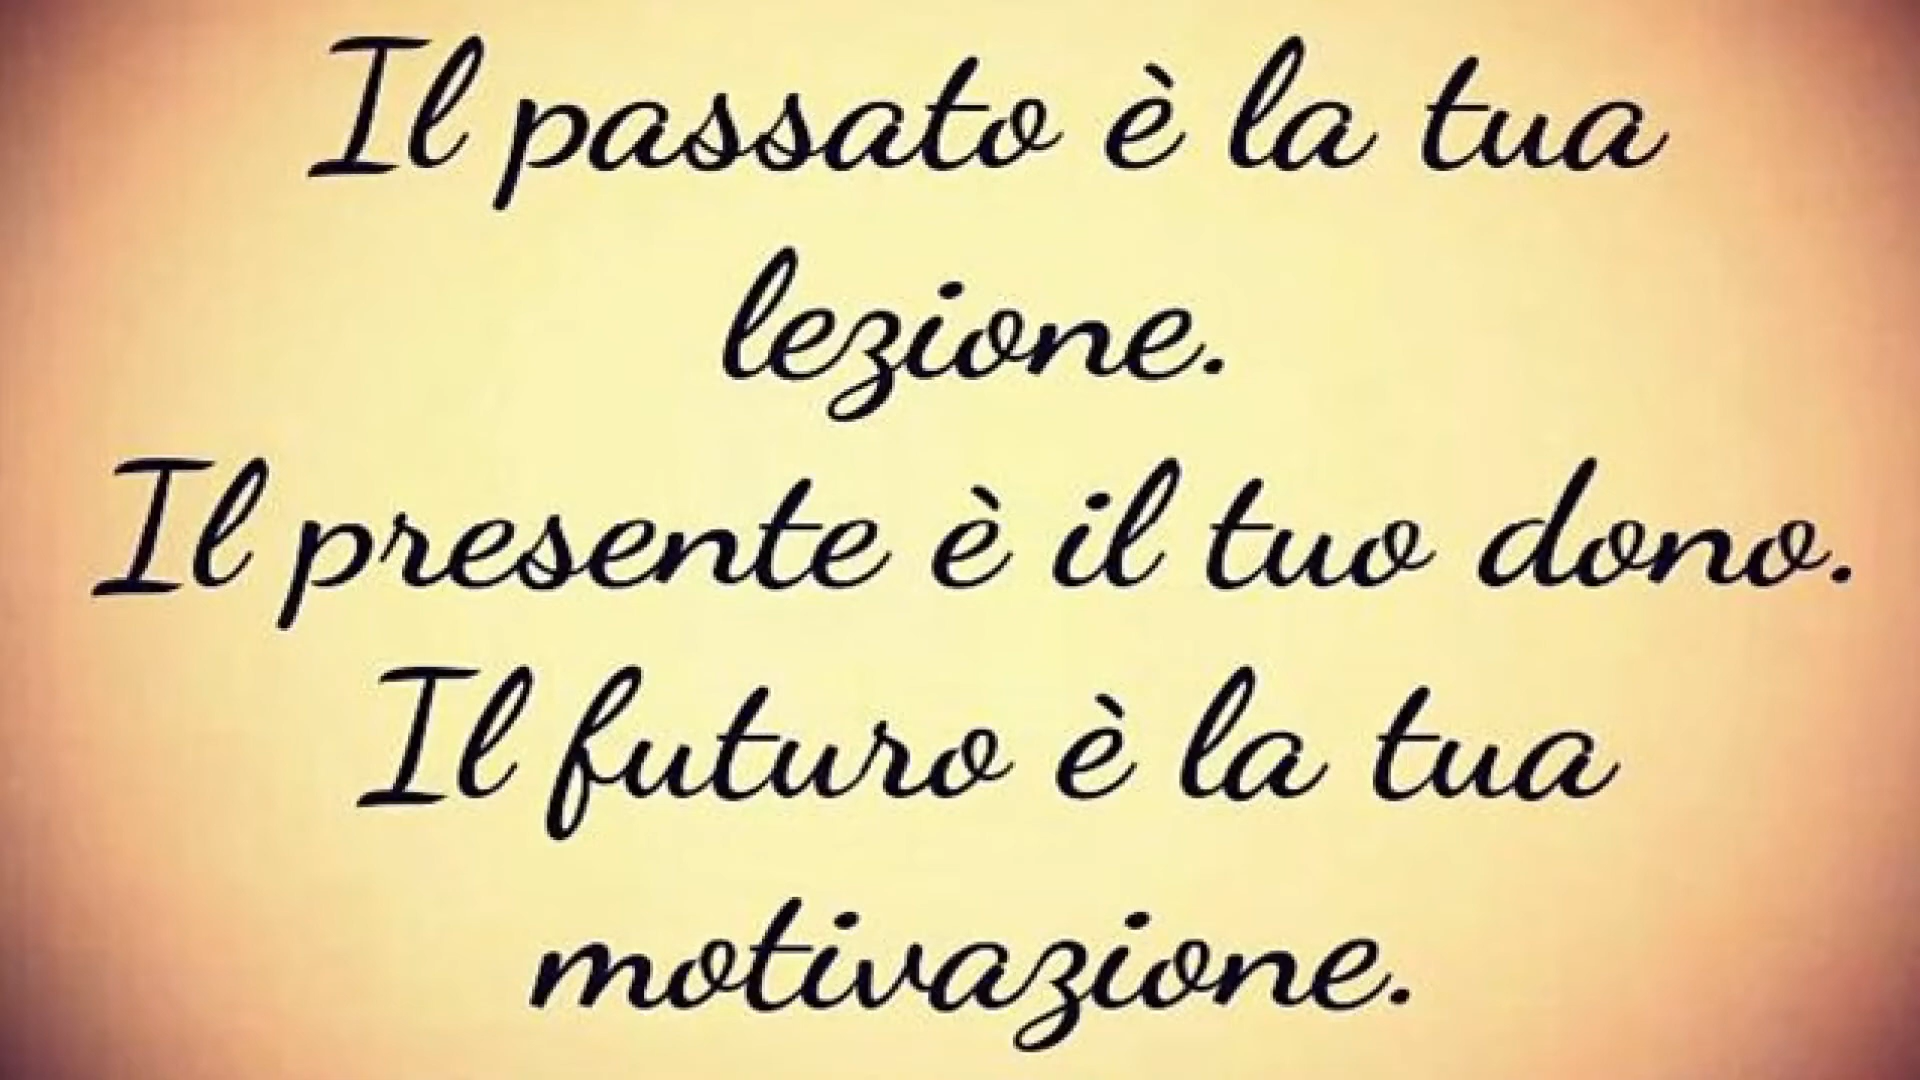 Il passato è la tua
lezione.
Il presente è il tuo dono.
Il futuro è la tua
motivazione.